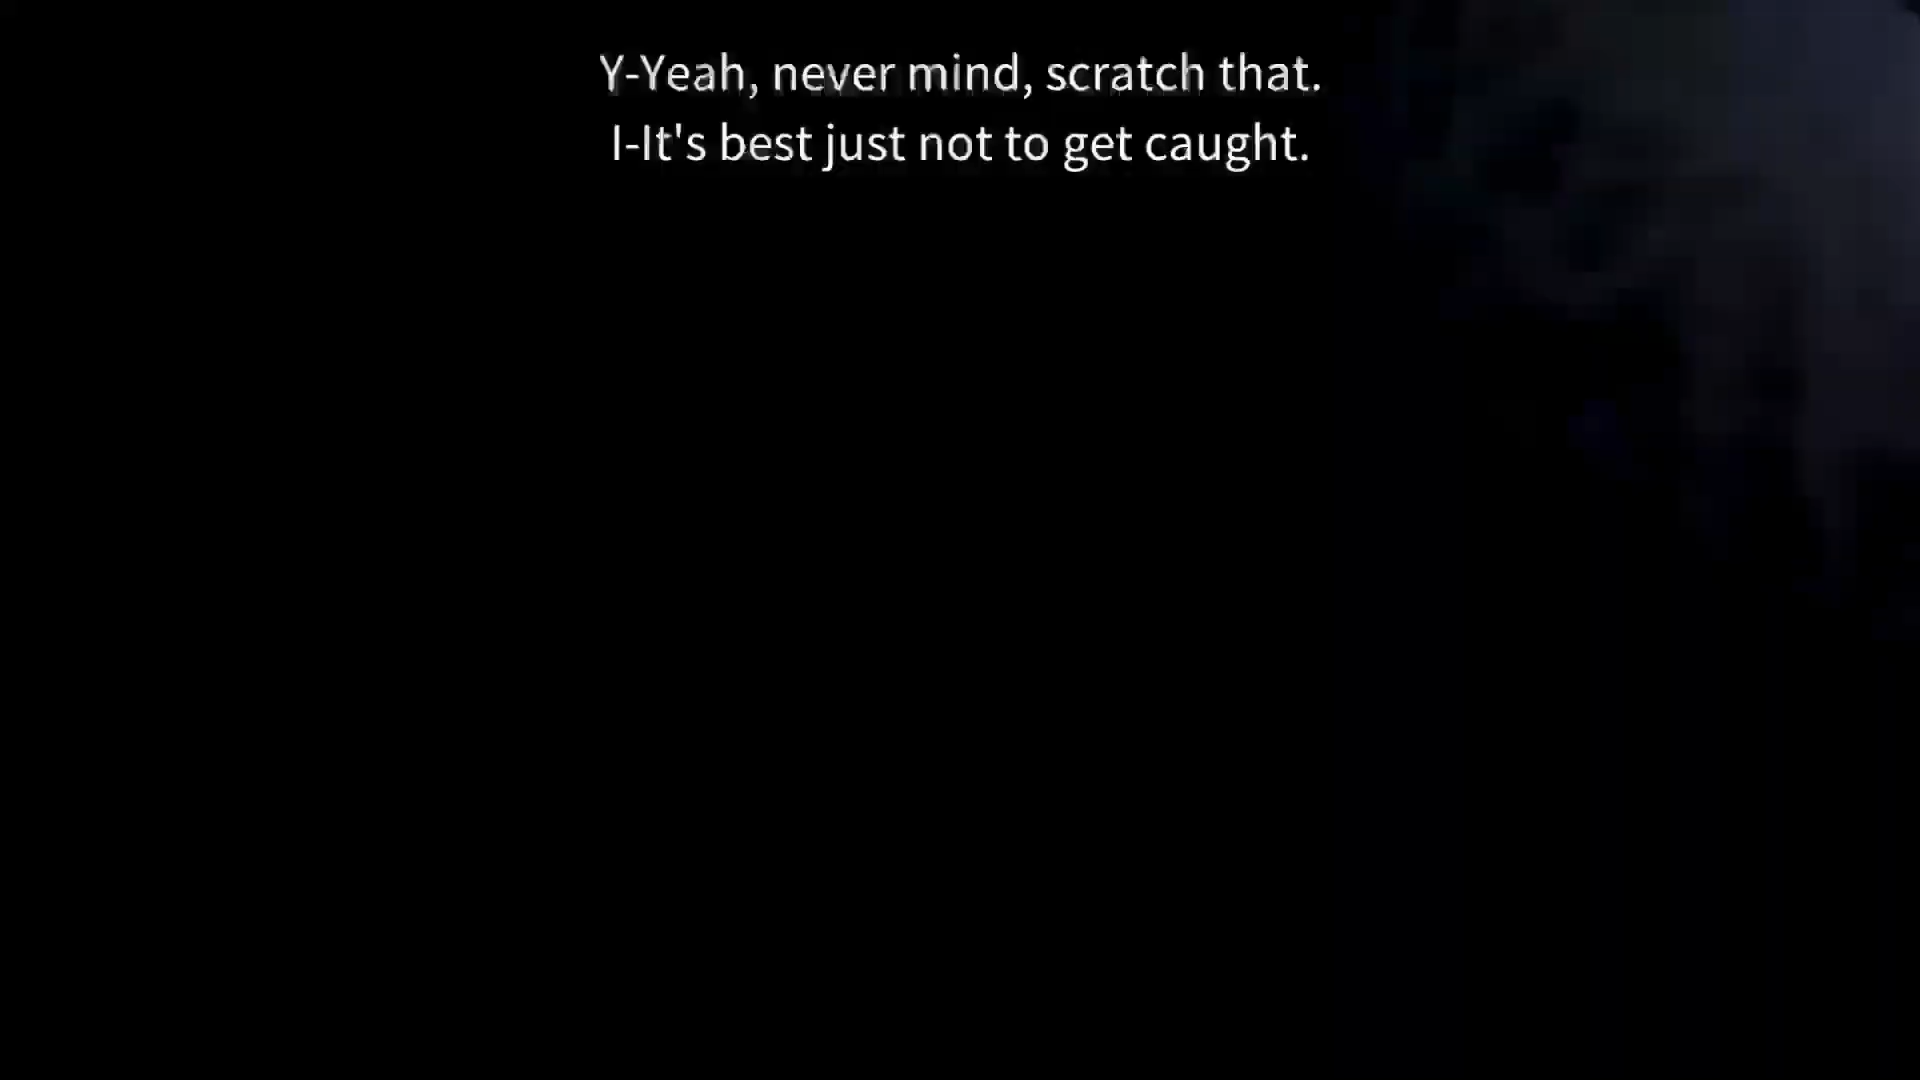 Y-Yeah, never mind, scratch that.
I-It's best just not to get caught.